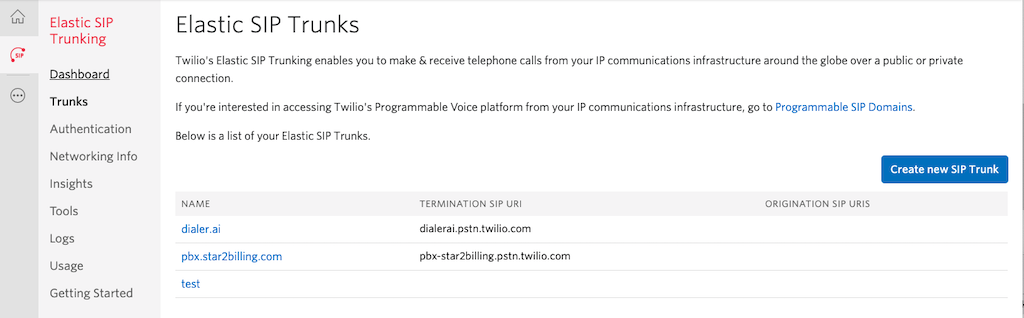 Elastic SIP
Trunking
Dashboard
Trunks
Authentication
Networking Info
Insights
Tools
Logs
Usage
Getting Started
SIP
Elastic SIP Trunks
Twilio's Elastic SIP Trunking enables you to make & receive telephone calls from your IP communications infrastructure around the globe over a public or private
connection.
If you're interested in accessing Twilio's Programmable Voice platform from your IP communications infrastructure, go to Programmable SIP Domains.
Below is a list of your Elastic SIP Trunks.
Create new SIP Trunk
NAME TERMINATION SIP URI ORIGINATION SIP URIS
dialer.ai dialerai.pstn.twilio.com
pbx.star2billing.com pbx-star2billing.pstn.twilio.com
test